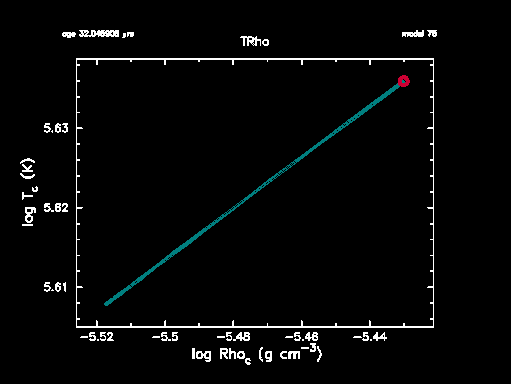 age 32.046906 yrs
model 76
TRho
5.63
5.62
5.61
log T_c (K)
-5.52 -5.5 -5.48 -5.46 -5.44
log Rho_c (g cm^-3)